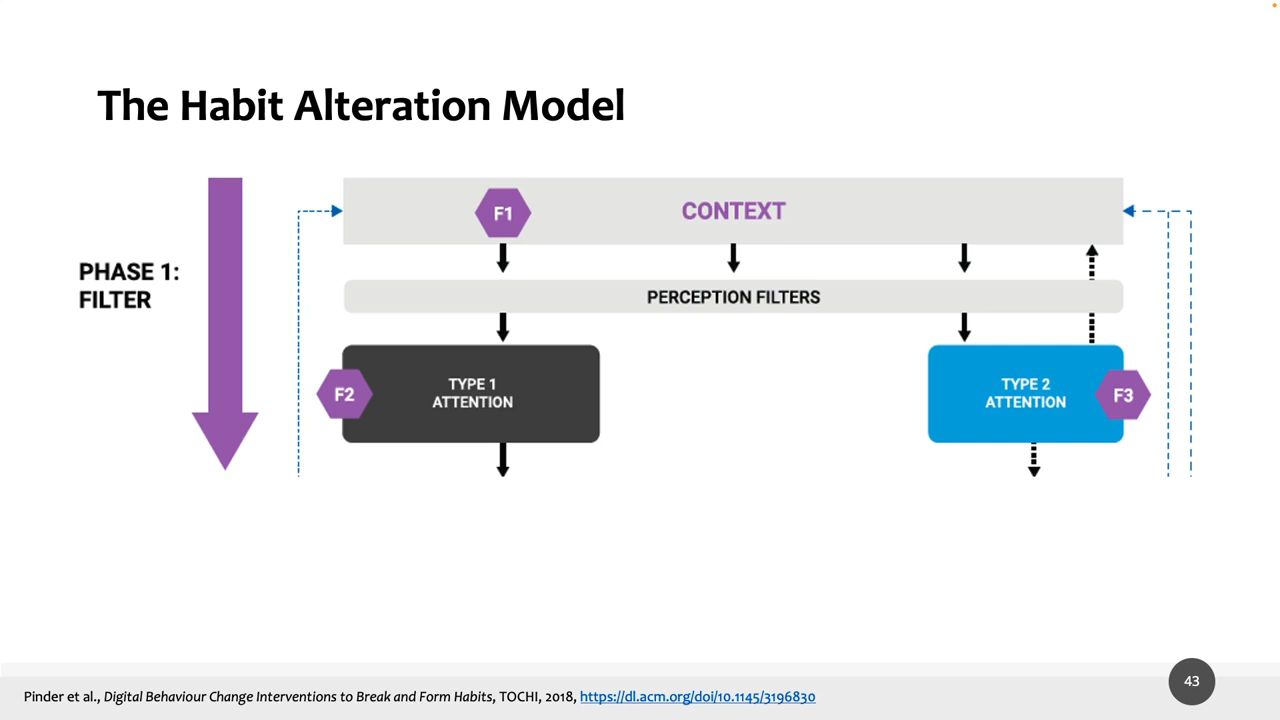 The Habit Alteration Model
F1
CONTEXT
PHASE 1:
FILTER
PERCEPTION FILTERS
F2
TYPE 1
ATTENTION
TYPE 2
ATTENTION
F3
43
Pinder et al., Digital Behaviour Change Interventions to Break and Form Habits, TOCHI, 2018, https://dl.acm.org/doi/10.1145/3196830